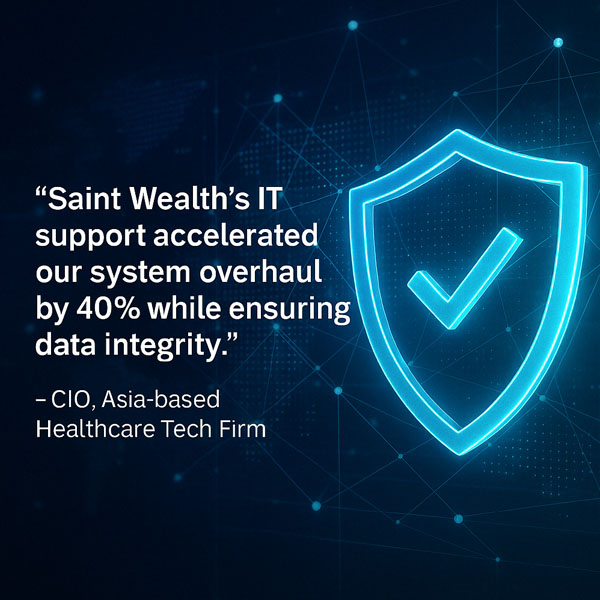 “Saint Wealth’s IT
support accelerated
our system overhaul
by 40% while ensuring
data integrity.”
– CIO, Asia-based
Healthcare Tech Firm